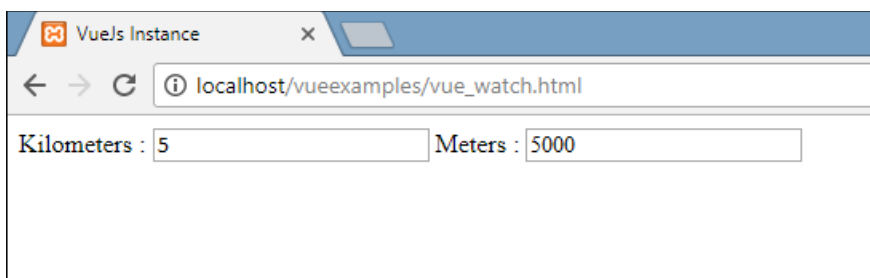 VueJs Instance
localhost/vueexamples/vue_watch.html
Kilometers : 5 Meters : 5000